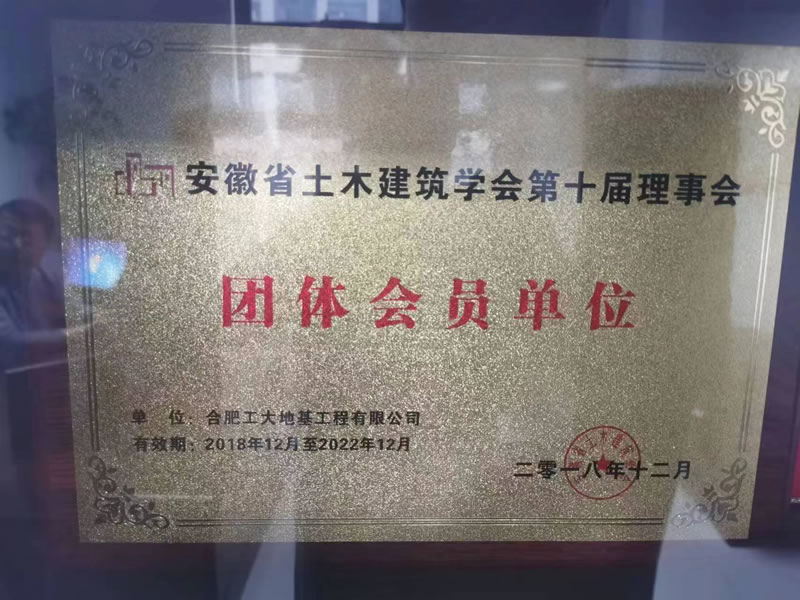 安徽省土木建筑学会第十届理事会
团体会员单位
单 位：合肥工大地基工程有限公司
有效期：2018年12月至2022年12月
二零一八年十二月